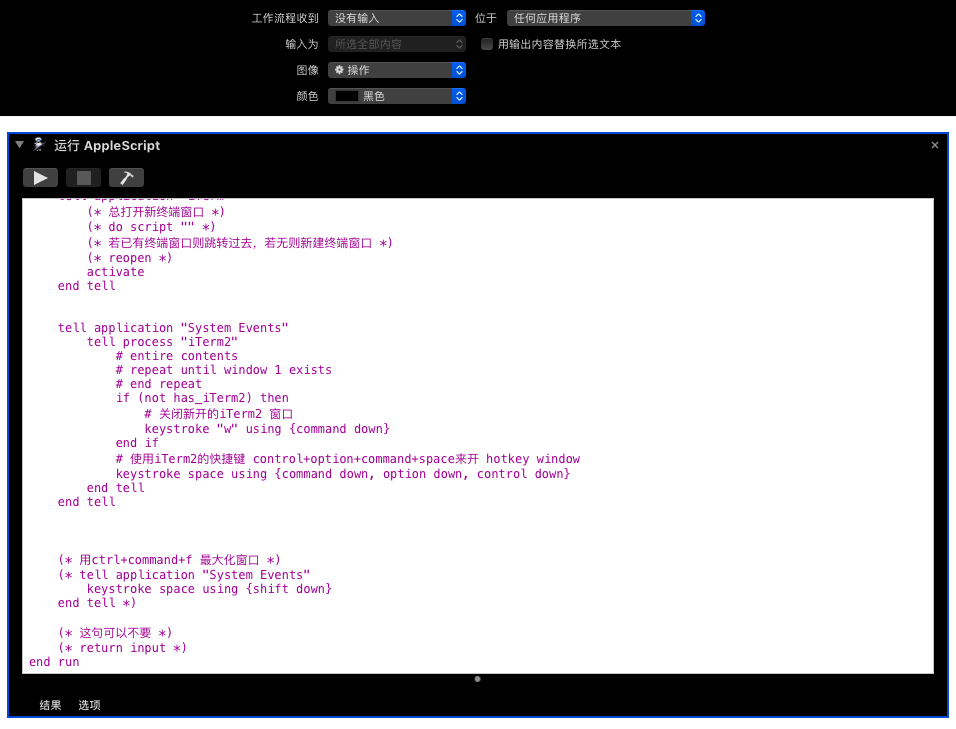 工作流程收到 没有输入 位于 任何应用程序
输入为 所选全部内容 用输出内容替换所选文本
图像 操作
颜色 黑色
运行 AppleScript
tell application "iTerm"
(* 总打开新终端窗口 *)
(* do script "" *)
(* 若已有终端窗口则跳转过去，若无则新建终端窗口 *)
(* reopen *)
activate
end tell
tell application "System Events"
tell process "iTerm2"
# entire contents
# repeat until window 1 exists
# end repeat
if (not has_iTerm2) then
# 关闭新开的iTerm2 窗口
keystroke "w" using {command down}
end if
# 使用iTerm2的快捷键 control+option+command+space来开 hotkey window
keystroke space using {command down, option down, control down}
end tell
end tell
(* 用ctrl+command+f 最大化窗口 *)
(* tell application "System Events"
keystroke space using {shift down}
end tell *)
(* 这句可以不要 *)
(* return input *)
end run
结果 选项